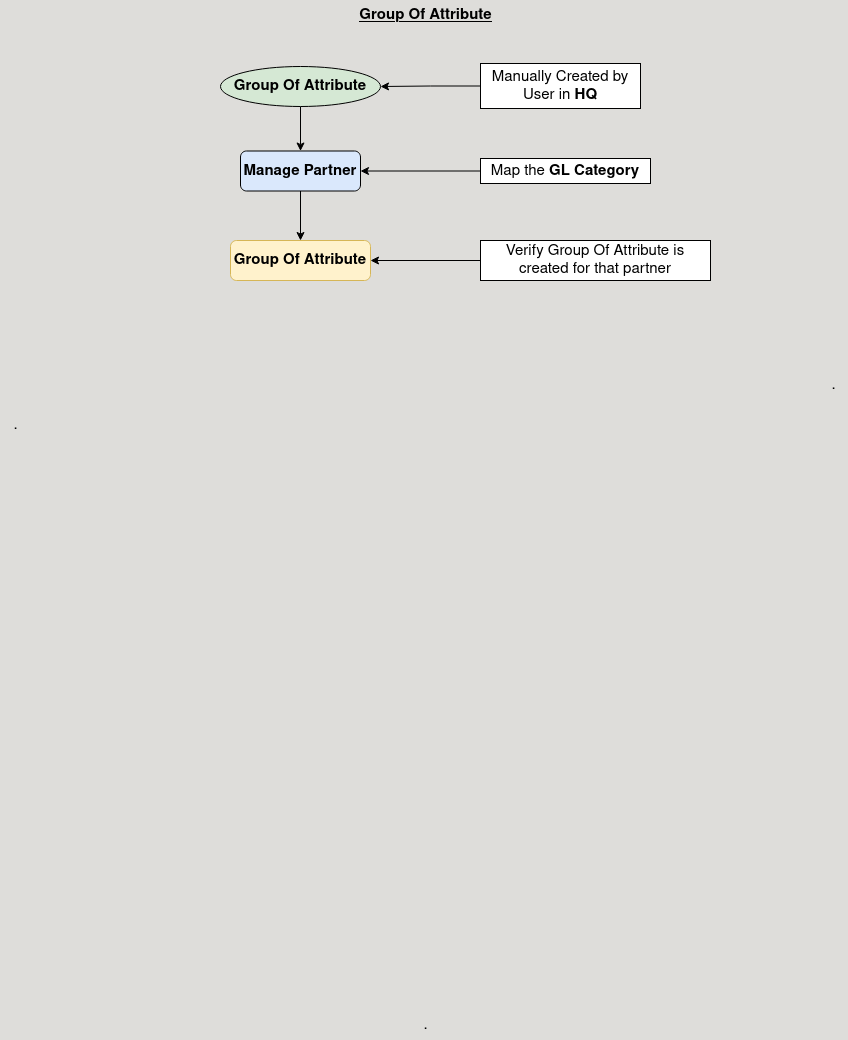 Group Of Attribute
Group Of Attribute
Manually Created by
User in HQ
Manage Partner
Map the GL Category
Group Of Attribute
Verify Group Of Attribute is
created for that partner
.
.
.